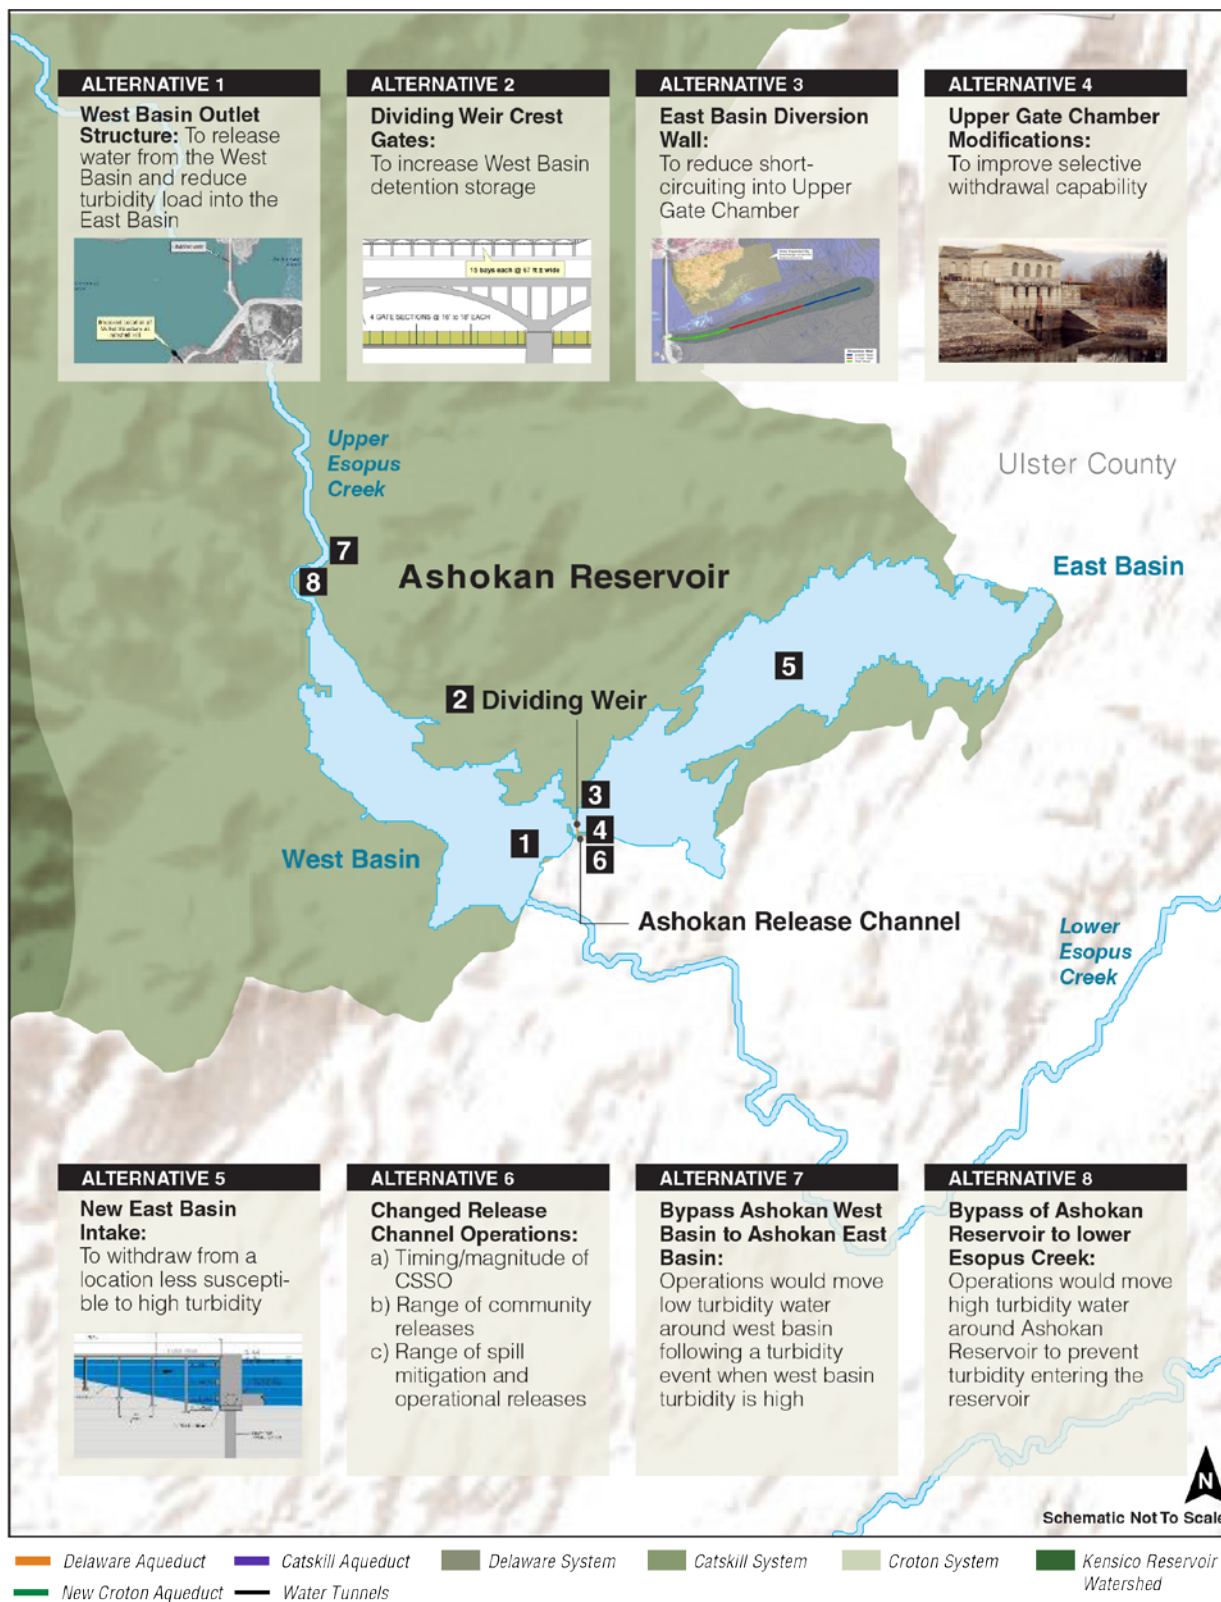 ALTERNATIVE 1
West Basin Outlet
Structure: To release
water from the West
Basin and reduce
turbidity load into the
East Basin
ALTERNATIVE 2
Dividing Weir Crest
Gates:
To increase West Basin
detention storage
15 bays each @ 67 ft ± wide
4 GATE SECTIONS @ 16' to 18' EACH
ALTERNATIVE 3
East Basin Diversion
Wall:
To reduce short-
circuiting into Upper
Gate Chamber
ALTERNATIVE 4
Upper Gate Chamber
Modifications:
To improve selective
withdrawal capability
Upper
Esopus
Creek
Ulster County
7
8
Ashokan Reservoir
East Basin
5
2 Dividing Weir
3
4
6
1
West Basin
Ashokan Release Channel
Lower
Esopus
Creek
ALTERNATIVE 5
New East Basin
Intake:
To withdraw from a
location less suscepti-
ble to high turbidity
ALTERNATIVE 6
Changed Release
Channel Operations:
a) Timing/magnitude of
CSSO
b) Range of community
releases
c) Range of spill
mitigation and
operational releases
ALTERNATIVE 7
Bypass Ashokan West
Basin to Ashokan East
Basin:
Operations would move
low turbidity water
around west basin
following a turbidity
event when west basin
turbidity is high
ALTERNATIVE 8
Bypass of Ashokan
Reservoir to lower
Esopus Creek:
Operations would move
high turbidity water
around Ashokan
Reservoir to prevent
turbidity entering the
reservoir
N
Schematic Not To Scale
Delaware Aqueduct
Catskill Aqueduct
Delaware System
Catskill System
Croton System
Kensico Reservoir
Watershed
New Croton Aqueduct
Water Tunnels